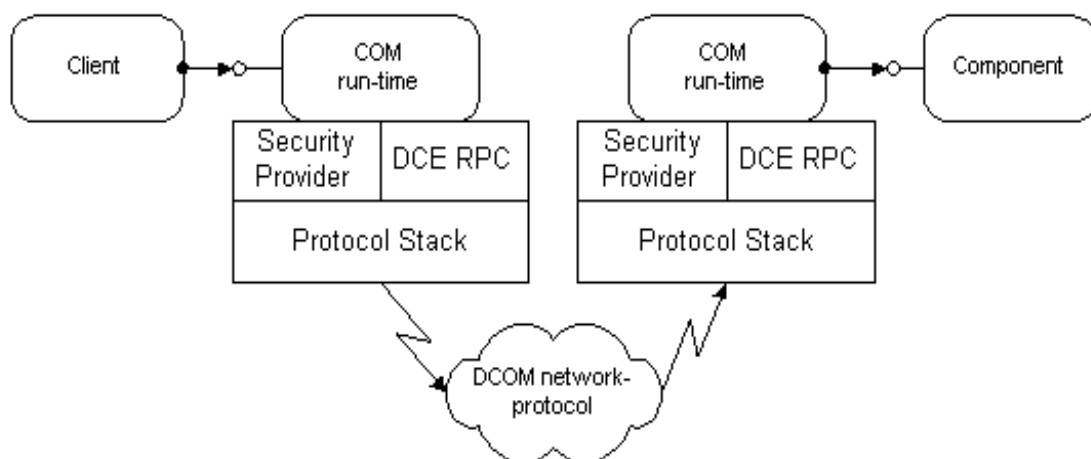 Client
COM
run-time
COM
run-time
Component
Security
Provider
DCE RPC
Security
Provider
DCE RPC
Protocol Stack
Protocol Stack
DCOM network-
protocol